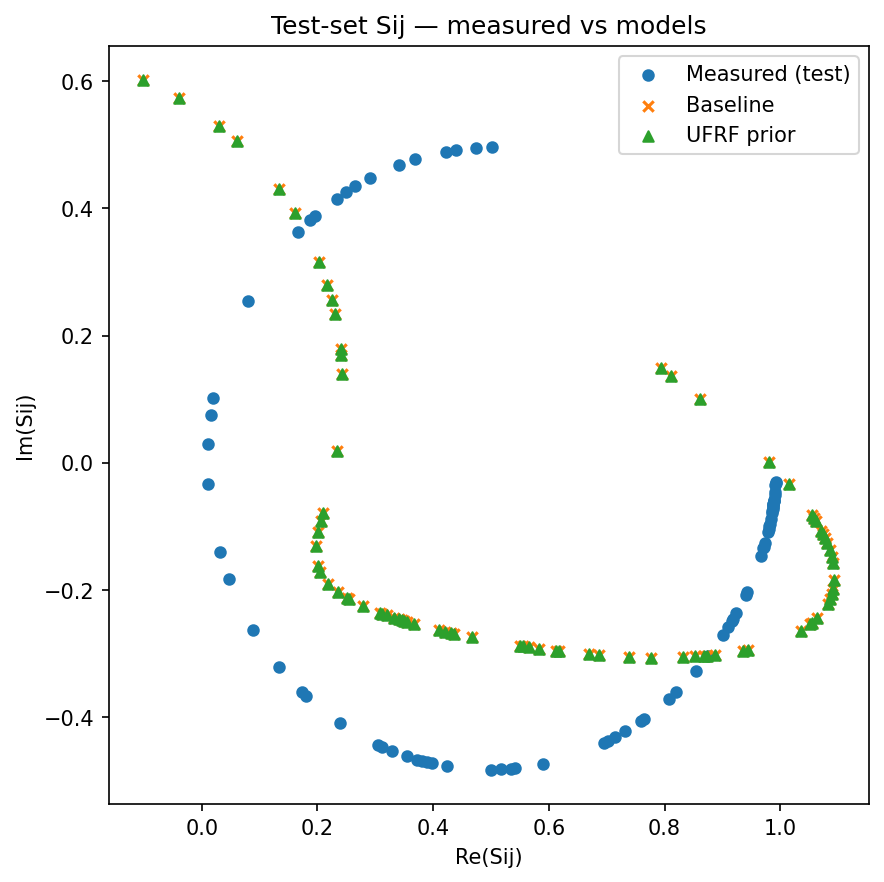 Test-set Sij — measured vs models
Measured (test)
Baseline
UFRF prior
0.6
0.4
0.2
0.0
−0.2
−0.4
Im(Sij)
0.0 0.2 0.4 0.6 0.8 1.0
Re(Sij)